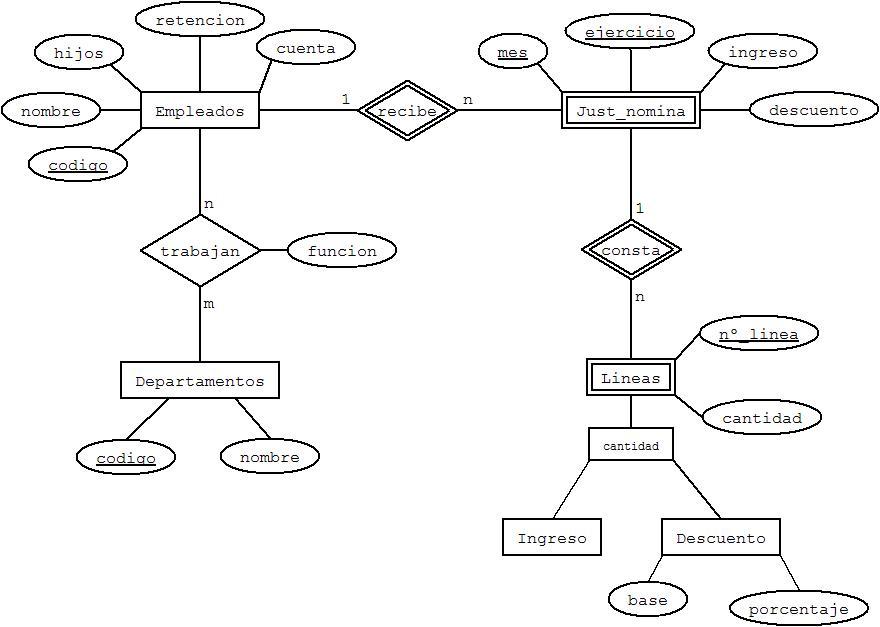 retencion
hijos
cuenta
mes
ejercicio
ingreso
nombre
Empleados
1
recibe
n
Just_nomina
descuento
codigo
n
1
trabajan
funcion
consta
m
n
nº_linea
Departamentos
Lineas
cantidad
codigo
nombre
cantidad
Ingreso
Descuento
base
porcentaje